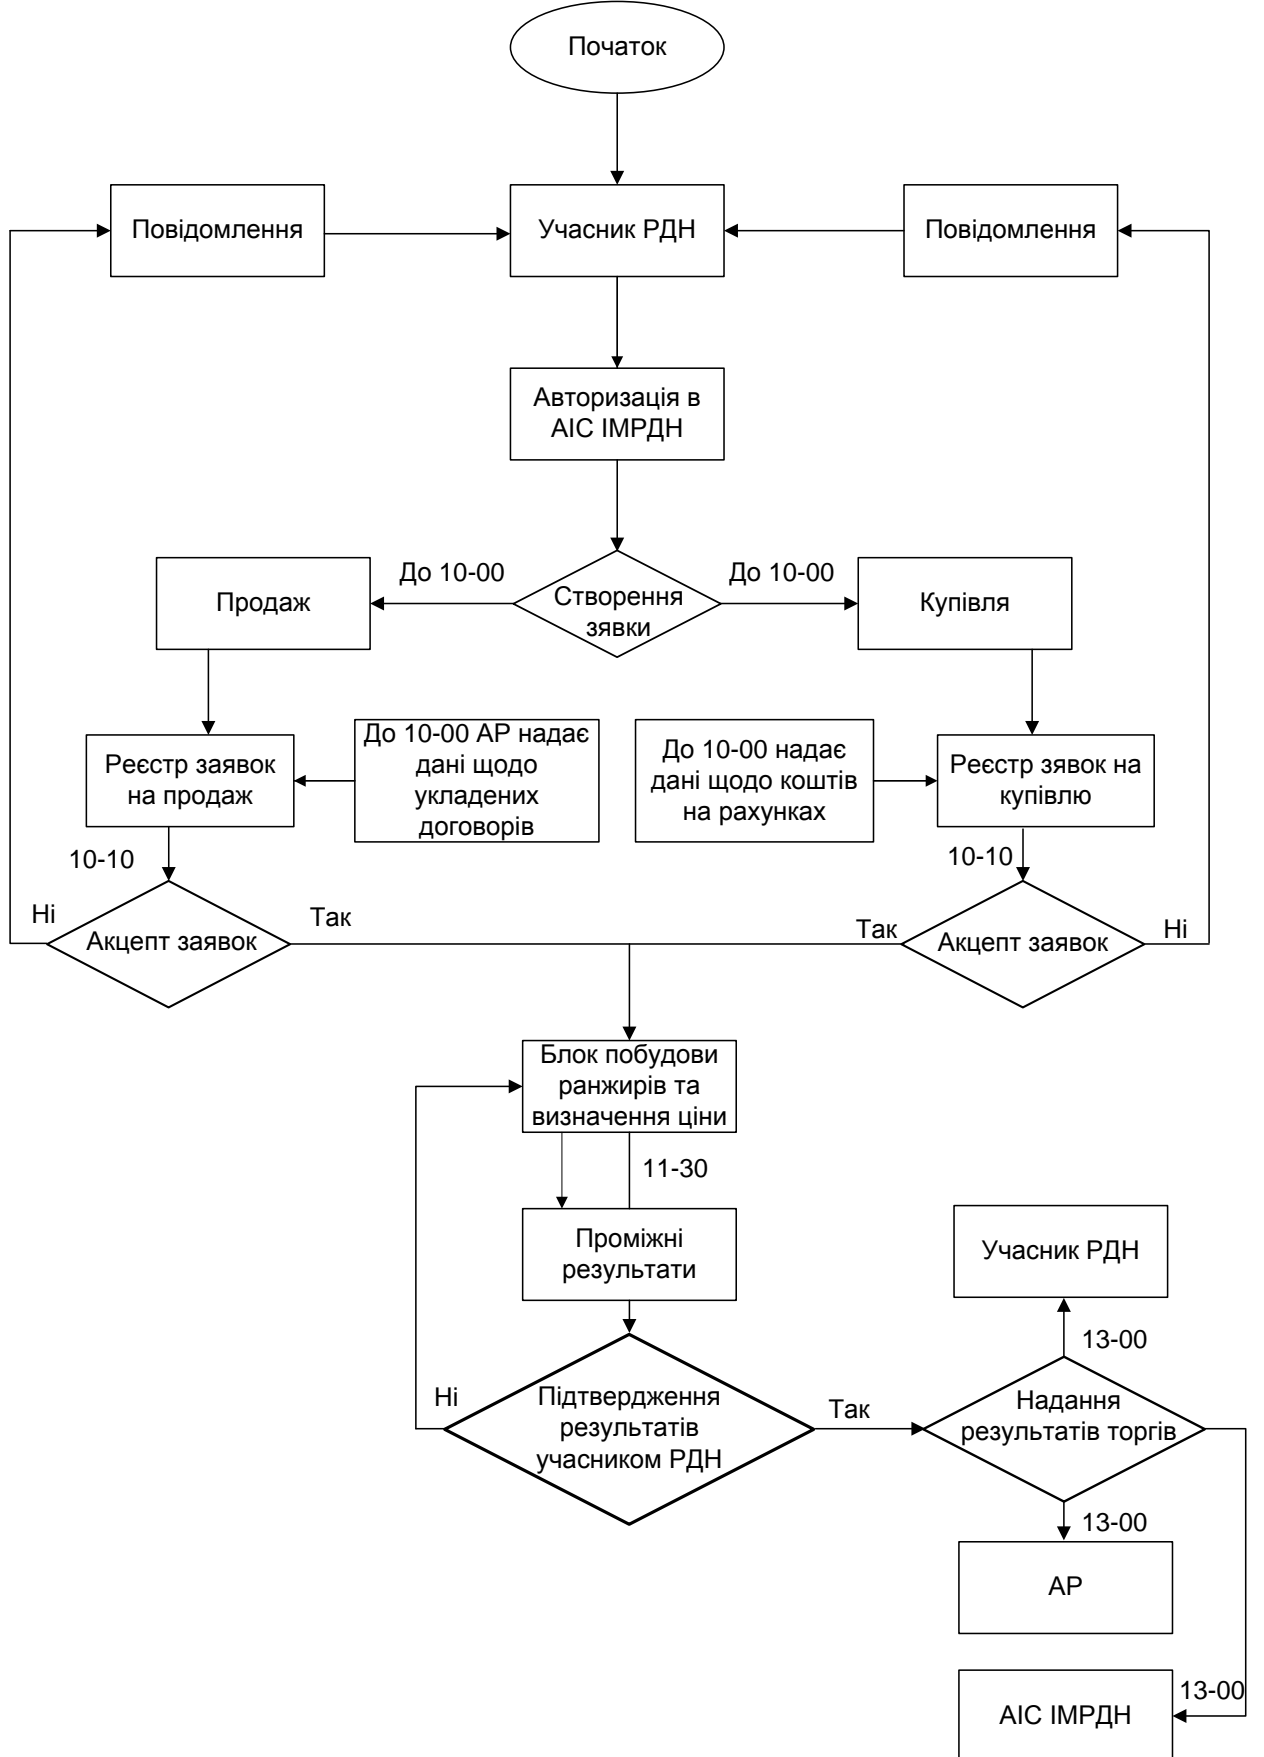 Початок
Повідомлення
Учасник РДН
Повідомлення
Авторизація в
АІС ІМРДН
До 10-00
До 10-00
Продаж
Створення
зявки
Купівля
Реєстр заявок
на продаж
До 10-00 АР надає
дані щодо
укладених
договорів
До 10-00 надає
дані щодо коштів
на рахунках
Реєстр зявок на
купівлю
10-10
10-10
Ні
Акцепт заявок
Так
Так
Акцепт заявок
Ні
Блок побудови
ранжирів та
визначення ціни
11-30
Проміжні
результати
Учасник РДН
13-00
Ні
Підтвердження
результатів
учасником РДН
Так
Надання
результатів торгів
13-00
АР
13-00
АІС ІМРДН